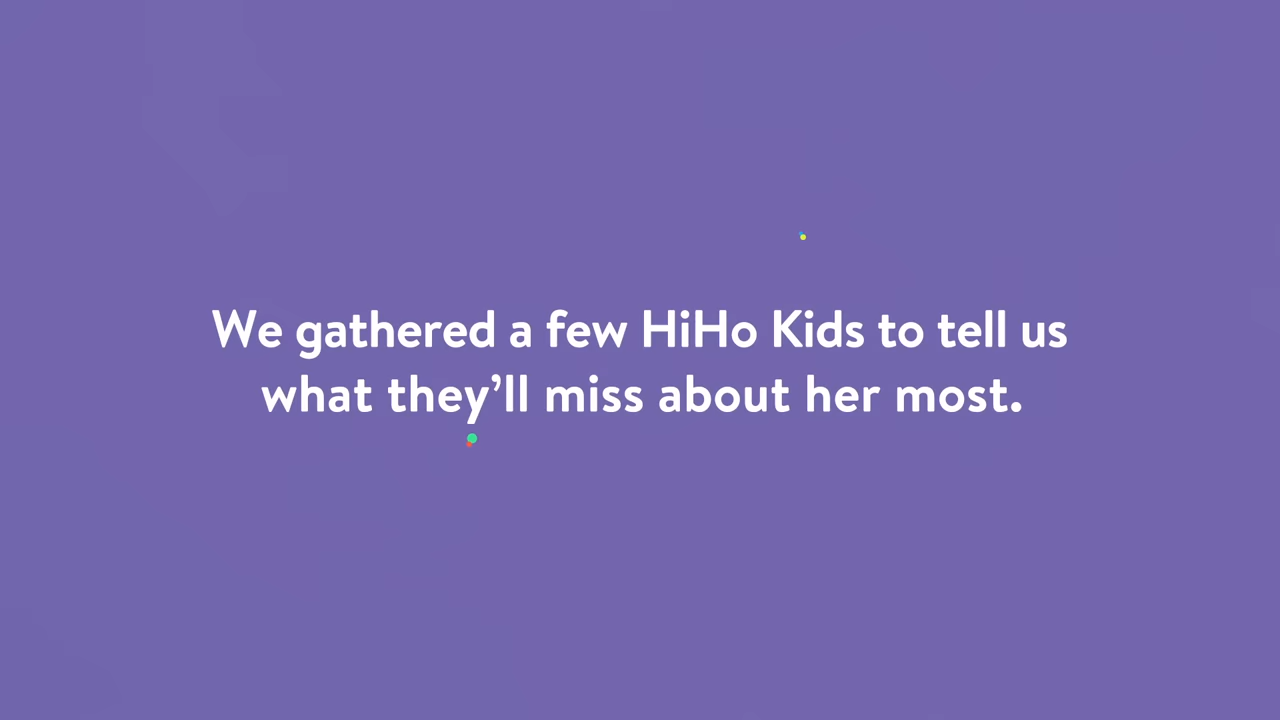 We gathered a few HiHo Kids to tell us
what they’ll miss about her most.